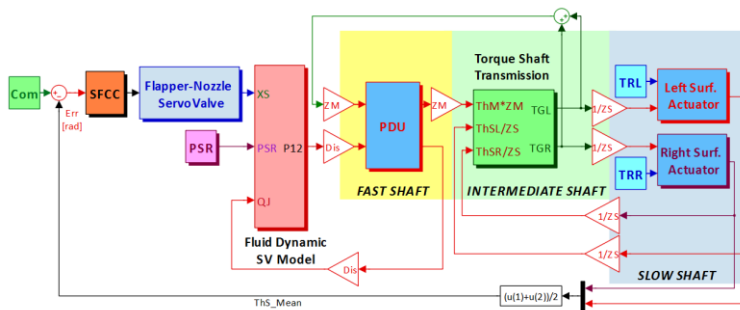 Torque Shaft
Transmission
Com
Err
[rad]
SFCC
Flapper-Nozzle
ServoValve
XS
PSR
PSR
P12
QJ
Fluid Dynamic
SV Model
ZM
Dis
PDU
ZM
Dis
FAST SHAFT
ThM*ZM
ThSL/ZS
ThSR/ZS
TGL
TGR
INTERMEDIATE SHAFT
1/ZS
1/ZS
1/ZS
1/ZS
TRL
Left Surf.
Actuator
Right Surf.
Actuator
TRR
SLOW SHAFT
ThS_Mean
(u(1)+u(2))/2